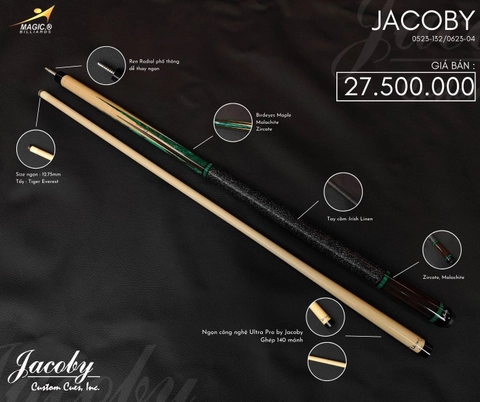 MAGIC.®
BILLIARDS
JACOBY
0523-132/0623-04
GIÁ BÁN :
27.500.000
Ren Radial phổ thông
dễ thay ngọn
Birdeyes Maple
Malachite
Ziricote
Size ngọn : 12.75mm
Tẩy : Tiger Everest
Tay cầm Irish Linen
Ziricote, Malachite
Ngọn công nghệ Ultra Pro by Jacoby
Ghép 140 mảnh
Jacoby
Custom Cues, Inc.